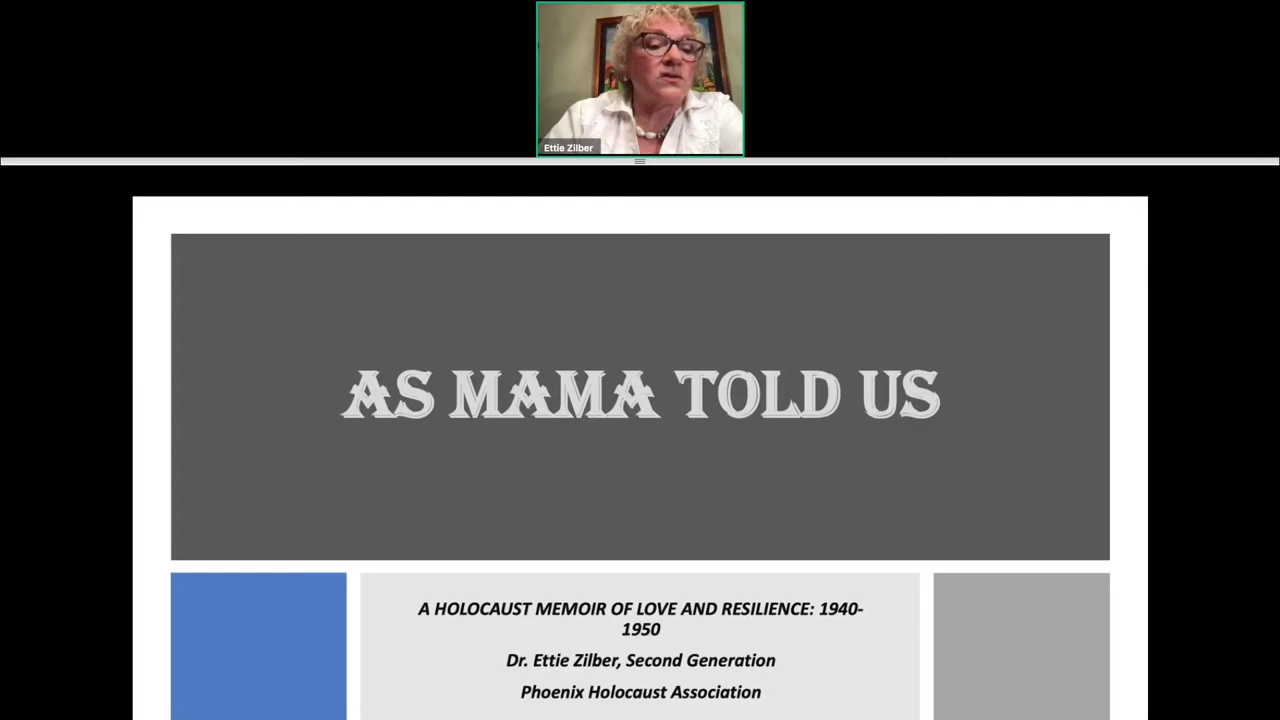 Ettie Zilber
AS MAMA TOLD US
A HOLOCAUST MEMOIR OF LOVE AND RESILIENCE: 1940-
1950
Dr. Ettie Zilber, Second Generation
Phoenix Holocaust Association